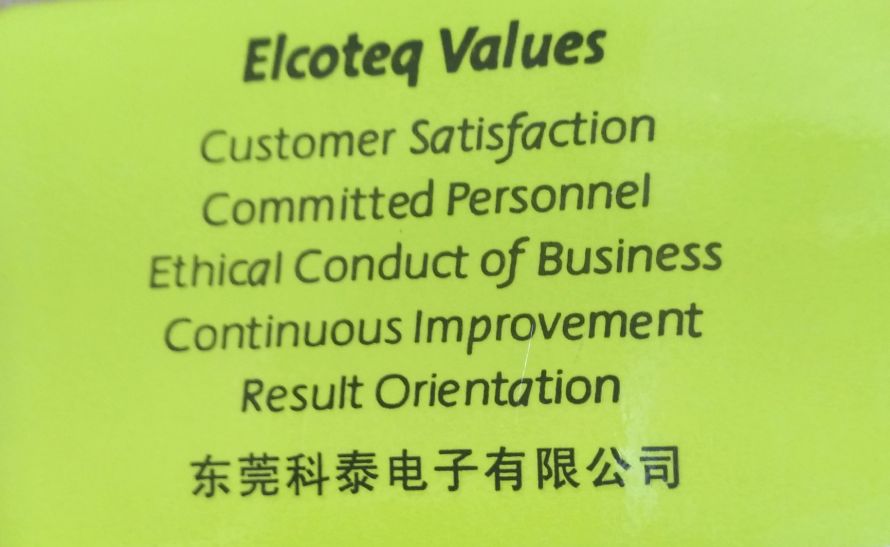 Elcoteq Values
Customer Satisfaction
Committed Personnel
Ethical Conduct of Business
Continuous Improvement
Result Orientation
东莞科泰电子有限公司